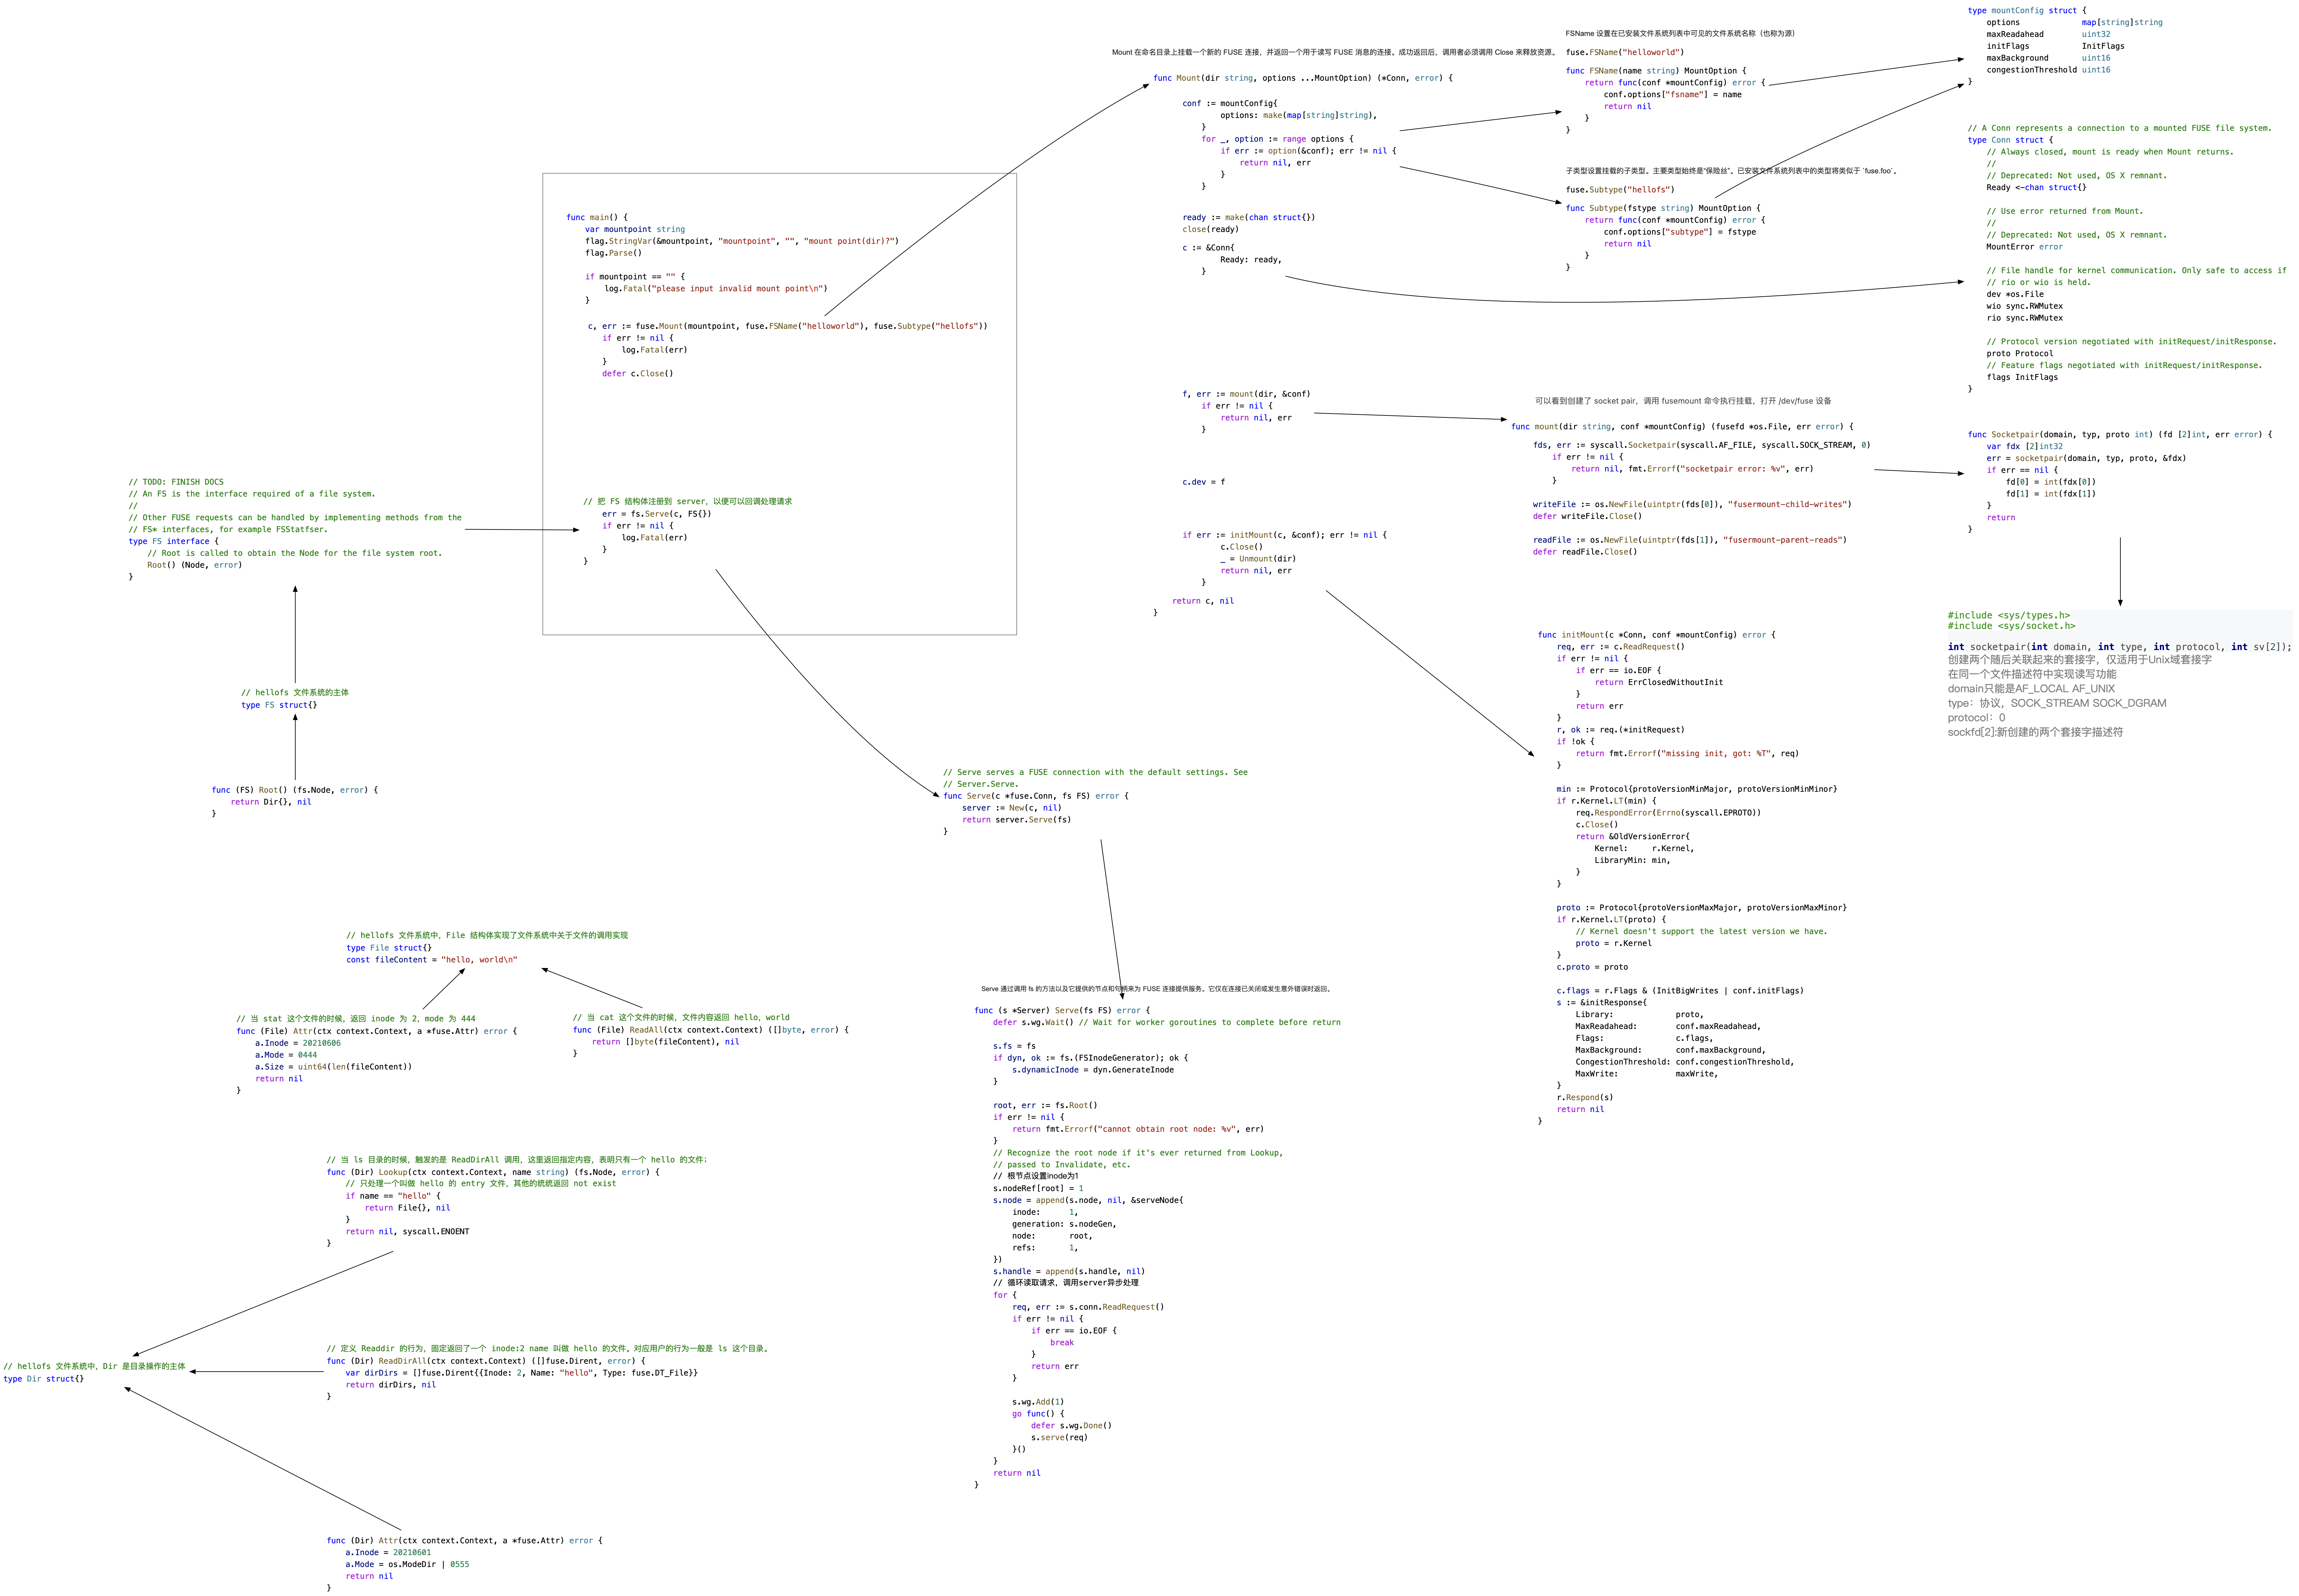 type mountConfig struct {
    options             map[string]string
    maxReadahead        uint32
    initFlags           InitFlags
    maxBackground       uint16
    congestionThreshold uint16
}
FSName 设置在已安装文件系统列表中可见的文件系统名称（也称为源）
fuse.FSName("helloworld")
func FSName(name string) MountOption {
    return func(conf *mountConfig) error {
        conf.options["fsname"] = name
        return nil
    }
}
子类型设置挂载的子类型。主要类型始终是“保险丝”。已安装文件系统列表中的类型将类似于 `fuse.foo`。
fuse.Subtype("hellofs")
func Subtype(fstype string) MountOption {
    return func(conf *mountConfig) error {
        conf.options["subtype"] = fstype
        return nil
    }
}
Mount 在命名目录上挂载一个新的 FUSE 连接，并返回一个用于读写 FUSE 消息的连接。成功返回后，调用者必须调用 Close 来释放资源。
func Mount(dir string, options ...MountOption) (*Conn, error) {
conf := mountConfig{
        options: make(map[string]string),
    }
    for _, option := range options {
        if err := option(&conf); err != nil {
            return nil, err
        }
    }
ready := make(chan struct{})
close(ready)
c := &Conn{
        Ready: ready,
    }
f, err := mount(dir, &conf)
    if err != nil {
        return nil, err
    }
c.dev = f
if err := initMount(c, &conf); err != nil {
        c.Close()
        _ = Unmount(dir)
        return nil, err
    }
return c, nil
}
// A Conn represents a connection to a mounted FUSE file system.
type Conn struct {
    // Always closed, mount is ready when Mount returns.
    //
    // Deprecated: Not used, OS X remnant.
    Ready <-chan struct{}
    // Use error returned from Mount.
    //
    // Deprecated: Not used, OS X remnant.
    MountError error
    // File handle for kernel communication. Only safe to access if
    // rio or wio is held.
    dev *os.File
    wio sync.RWMutex
    rio sync.RWMutex
    // Protocol version negotiated with initRequest/initResponse.
    proto Protocol
    // Feature flags negotiated with initRequest/initResponse.
    flags InitFlags
}
func main() {
    var mountpoint string
    flag.StringVar(&mountpoint, "mountpoint", "", "mount point(dir)?")
    flag.Parse()
    if mountpoint == "" {
        log.Fatal("please input invalid mount point\n")
    }
    c, err := fuse.Mount(mountpoint, fuse.FSName("helloworld"), fuse.Subtype("hellofs"))
    if err != nil {
        log.Fatal(err)
    }
    defer c.Close()
// 把 FS 结构体注册到 server，以便可以回调处理请求
    err = fs.Serve(c, FS{})
    if err != nil {
        log.Fatal(err)
    }
}
可以看到创建了 socket pair，调用 fusemount 命令执行挂载，打开 /dev/fuse 设备
func mount(dir string, conf *mountConfig) (fusefd *os.File, err error) {
fds, err := syscall.Socketpair(syscall.AF_FILE, syscall.SOCK_STREAM, 0)
    if err != nil {
        return nil, fmt.Errorf("socketpair error: %v", err)
    }
writeFile := os.NewFile(uintptr(fds[0]), "fusermount-child-writes")
defer writeFile.Close()
readFile := os.NewFile(uintptr(fds[1]), "fusermount-parent-reads")
defer readFile.Close()
func Socketpair(domain, typ, proto int) (fd [2]int, err error) {
    var fdx [2]int32
    err = socketpair(domain, typ, proto, &fdx)
    if err == nil {
        fd[0] = int(fdx[0])
        fd[1] = int(fdx[1])
    }
    return
}
#include <sys/types.h>
#include <sys/socket.h>
int socketpair(int domain, int type, int protocol, int sv[2]);
创建两个随后关联起来的套接字，仅适用于Unix域套接字
在同一个文件描述符中实现读写功能
domain只能是AF_LOCAL AF_UNIX
type：协议，SOCK_STREAM SOCK_DGRAM
protocol：0
sockfd[2]:新创建的两个套接字描述符
// TODO: FINISH DOCS
// An FS is the interface required of a file system.
//
// Other FUSE requests can be handled by implementing methods from the
// FS* interfaces, for example FSStatfser.
type FS interface {
    // Root is called to obtain the Node for the file system root.
    Root() (Node, error)
}
// hellofs 文件系统的主体
type FS struct{}
func (FS) Root() (fs.Node, error) {
    return Dir{}, nil
}
func initMount(c *Conn, conf *mountConfig) error {
    req, err := c.ReadRequest()
    if err != nil {
        if err == io.EOF {
            return ErrClosedWithoutInit
        }
        return err
    }
    r, ok := req.(*initRequest)
    if !ok {
        return fmt.Errorf("missing init, got: %T", req)
    }
    min := Protocol{protoVersionMinMajor, protoVersionMinMinor}
    if r.Kernel.LT(min) {
        req.RespondError(Errno(syscall.EPROTO))
        c.Close()
        return &OldVersionError{
            Kernel:     r.Kernel,
            LibraryMin: min,
        }
    }
    proto := Protocol{protoVersionMaxMajor, protoVersionMaxMinor}
    if r.Kernel.LT(proto) {
        // Kernel doesn't support the latest version we have.
        proto = r.Kernel
    }
    c.proto = proto
    c.flags = r.Flags & (InitBigWrites | conf.initFlags)
    s := &initResponse{
        Library:             proto,
        MaxReadahead:        conf.maxReadahead,
        Flags:               c.flags,
        MaxBackground:       conf.maxBackground,
        CongestionThreshold: conf.congestionThreshold,
        MaxWrite:            maxWrite,
    }
    r.Respond(s)
    return nil
}
// Serve serves a FUSE connection with the default settings. See
// Server.Serve.
func Serve(c *fuse.Conn, fs FS) error {
    server := New(c, nil)
    return server.Serve(fs)
}
Serve 通过调用 fs 的方法以及它提供的节点和句柄来为 FUSE 连接提供服务。它仅在连接已关闭或发生意外错误时返回。
func (s *Server) Serve(fs FS) error {
    defer s.wg.Wait() // Wait for worker goroutines to complete before return
    s.fs = fs
    if dyn, ok := fs.(FSInodeGenerator); ok {
        s.dynamicInode = dyn.GenerateInode
    }
    root, err := fs.Root()
    if err != nil {
        return fmt.Errorf("cannot obtain root node: %v", err)
    }
    // Recognize the root node if it's ever returned from Lookup,
    // passed to Invalidate, etc.
    // 根节点设置inode为1
    s.nodeRef[root] = 1
    s.node = append(s.node, nil, &serveNode{
        inode:      1,
        generation: s.nodeGen,
        node:       root,
        refs:       1,
    })
    s.handle = append(s.handle, nil)
    // 循环读取请求，调用server异步处理
    for {
        req, err := s.conn.ReadRequest()
        if err != nil {
            if err == io.EOF {
                break
            }
            return err
        }
        s.wg.Add(1)
        go func() {
            defer s.wg.Done()
            s.serve(req)
        }()
    }
    return nil
}
// hellofs 文件系统中，File 结构体实现了文件系统中关于文件的调用实现
type File struct{}
const fileContent = "hello, world\n"
// 当 stat 这个文件的时候，返回 inode 为 2，mode 为 444
func (File) Attr(ctx context.Context, a *fuse.Attr) error {
    a.Inode = 20210606
    a.Mode = 0444
    a.Size = uint64(len(fileContent))
    return nil
}
// 当 cat 这个文件的时候，文件内容返回 hello，world
func (File) ReadAll(ctx context.Context) ([]byte, error) {
    return []byte(fileContent), nil
}
// 当 ls 目录的时候，触发的是 ReadDirAll 调用，这里返回指定内容，表明只有一个 hello 的文件;
func (Dir) Lookup(ctx context.Context, name string) (fs.Node, error) {
    // 只处理一个叫做 hello 的 entry 文件，其他的统统返回 not exist
    if name == "hello" {
        return File{}, nil
    }
    return nil, syscall.ENOENT
}
// hellofs 文件系统中，Dir 是目录操作的主体
type Dir struct{}
// 定义 Readdir 的行为，固定返回了一个 inode:2 name 叫做 hello 的文件。对应用户的行为一般是 ls 这个目录。
func (Dir) ReadDirAll(ctx context.Context) ([]fuse.Dirent, error) {
    var dirDirs = []fuse.Dirent{{Inode: 2, Name: "hello", Type: fuse.DT_File}}
    return dirDirs, nil
}
func (Dir) Attr(ctx context.Context, a *fuse.Attr) error {
    a.Inode = 20210601
    a.Mode = os.ModeDir | 0555
    return nil
}